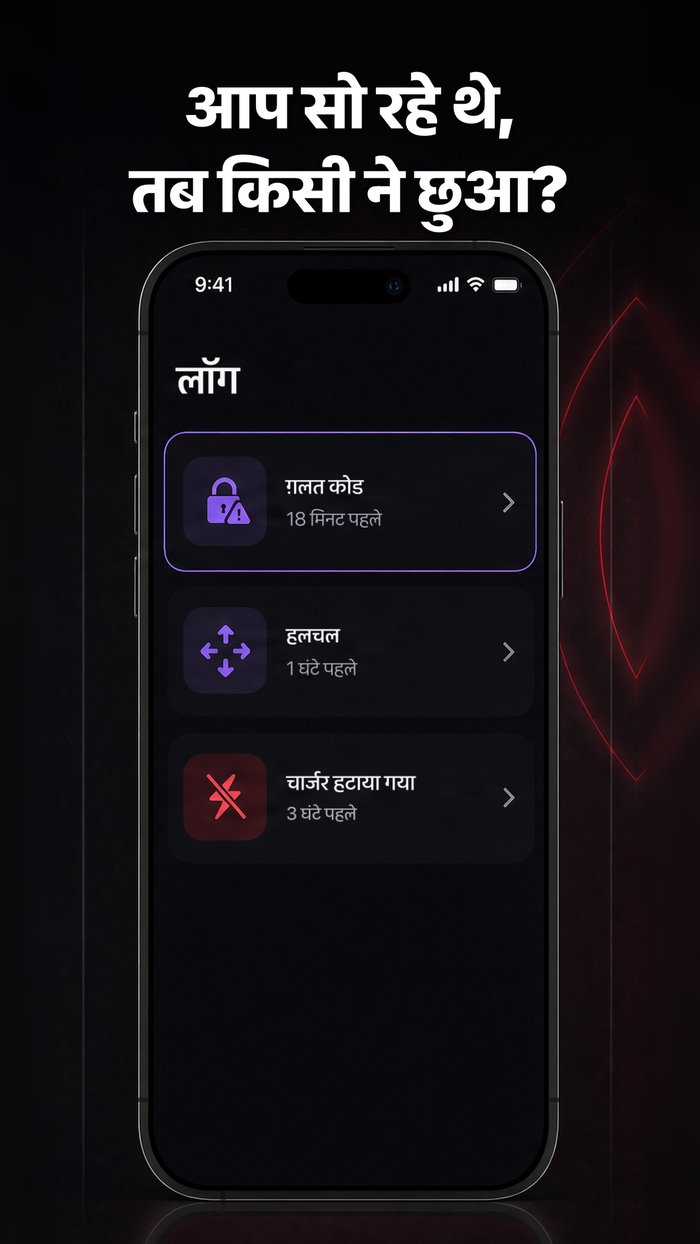 आप सो रहे थे,
तब किसी ने छुआ?
9:41
लॉग
ग़लत कोड
18 मिनट पहले
हलचल
1 घंटे पहले
चार्जर हटाया गया
3 घंटे पहले